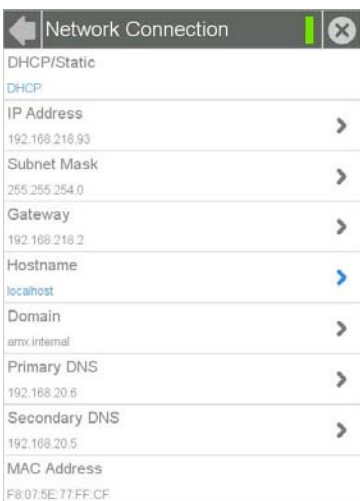 Network Connection
DHCP/Static
DHCP
IP Address
192.168.218.93
Subnet Mask
255.255.254.0
Gateway
192.168.218.2
Hostname
localhost
Domain
amx.internal
Primary DNS
192.168.20.6
Secondary DNS
192.168.20.5
MAC Address
F8:07:5E:77:FF:CF